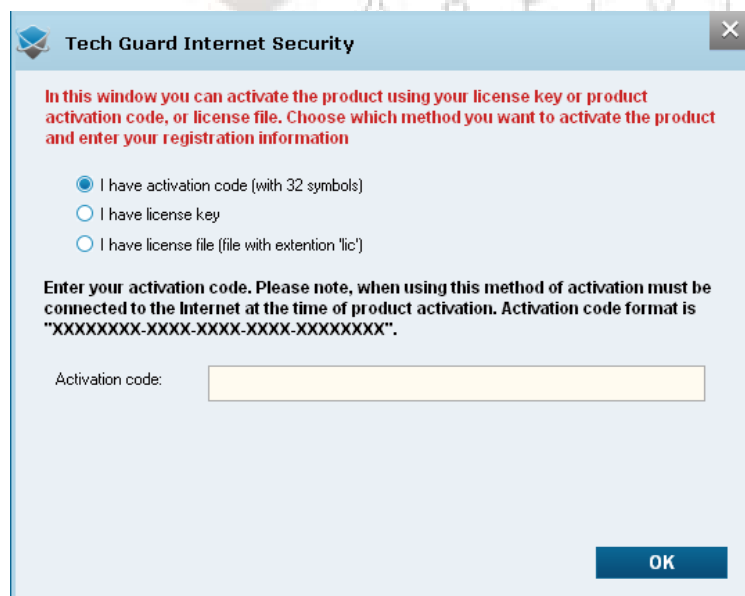 Tech Guard Internet Security
In this window you can activate the product using your license key or product
activation code, or license file. Choose which method you want to activate the product
and enter your registration information
I have activation code (with 32 symbols)
I have license key
I have license file (file with extention 'lic')
Enter your activation code. Please note, when using this method of activation must be
connected to the Internet at the time of product activation. Activation code format is
"XXXXXXXX-XXXX-XXXX-XXXX-XXXXXXXX".
Activation code:
OK